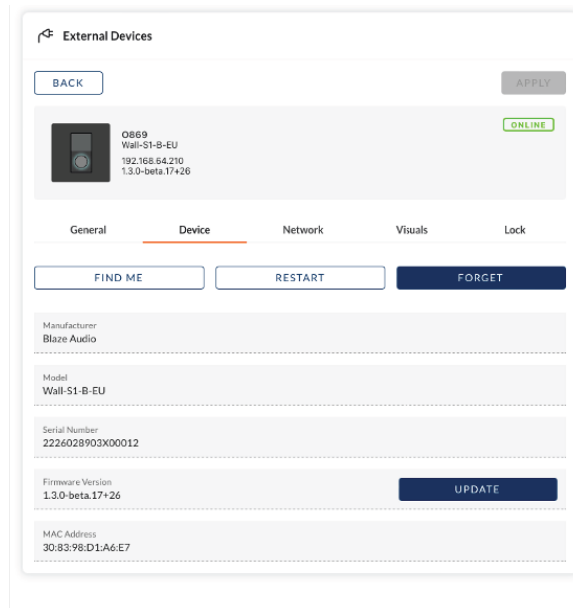 External Devices
BACK
APPLY
O869
Wall-S1-B-EU
192.168.64.210
1.3.0-beta.17+26
ONLINE
General Device Network Visuals Lock
FIND ME RESTART FORGET
Manufacturer
Blaze Audio
Model
Wall-S1-B-EU
Serial Number
2226028903X00012
Firmware Version
1.3.0-beta.17+26
UPDATE
MAC Address
30:83:98:D1:A6:E7